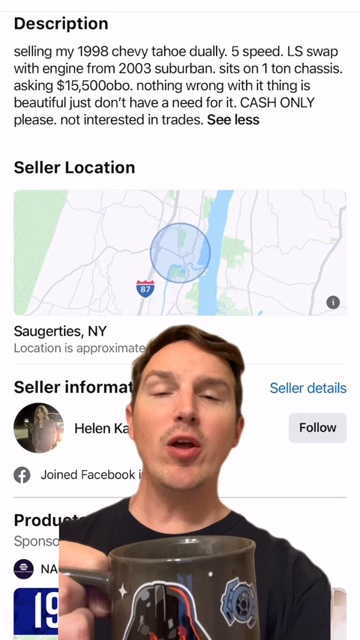 Description
selling my 1998 chevy tahoe dually. 5 speed. LS swap
with engine from 2003 suburban. sits on 1 ton chassis.
asking $15,500obo. nothing wrong with it thing is
beautiful just don’t have a need for it. CASH ONLY
please. not interested in trades. See less
Seller Location
87
i
Saugerties, NY
Location is approximate
Seller informat
Seller details
Helen Ka
Follow
Joined Facebook i
Product
Sponso
NA
19